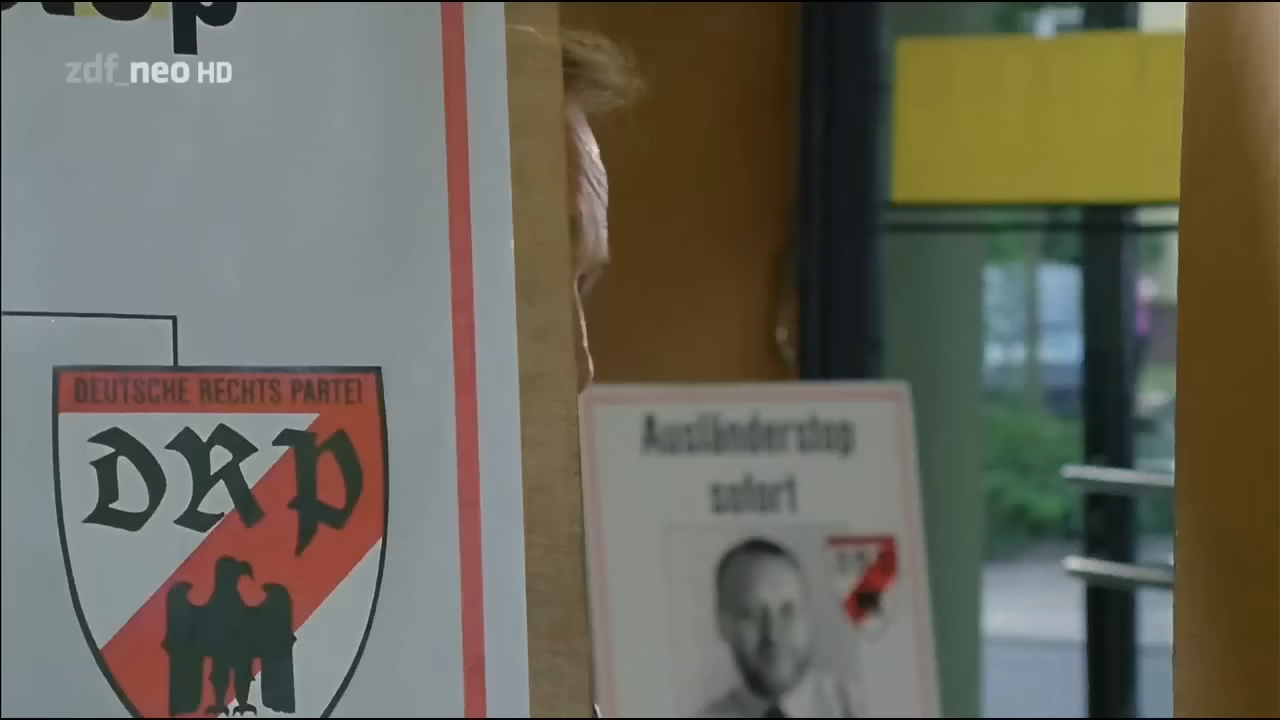 zdf_neo HD
DEUTSCHE RECHTS PARTEI
DRP
Ausländerstop
sofort